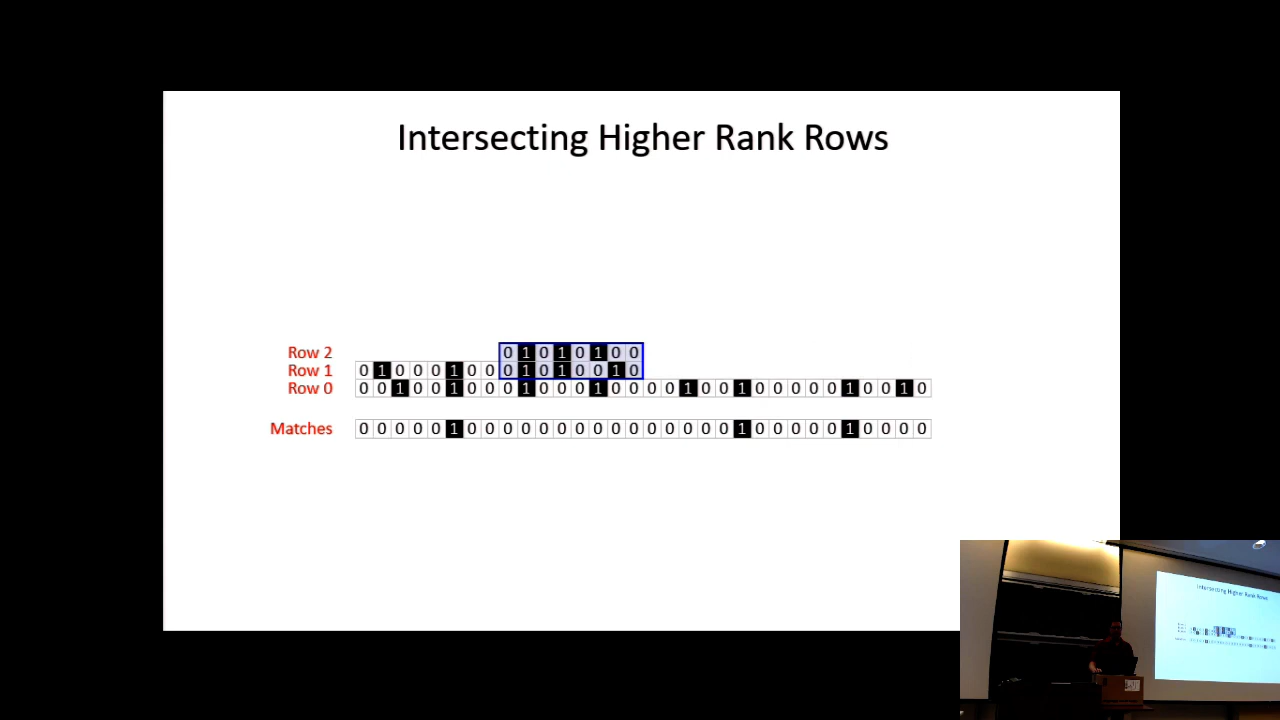 Intersecting Higher Rank Rows
Row 2 0 1 0 1 0 1 0 0
Row 1 0 1 0 0 0 1 0 0 0 1 0 1 0 0 1 0
Row 0 0 0 1 0 0 1 0 0 0 1 0 0 0 1 0 0 0 0 1 0 0 1 0 0 0 0 0 1 0 0 1 0
Matches 0 0 0 0 0 1 0 0 0 0 0 0 0 0 0 0 0 0 0 0 0 1 0 0 0 0 0 1 0 0 0 0
Intersecting Higher Rank Rows